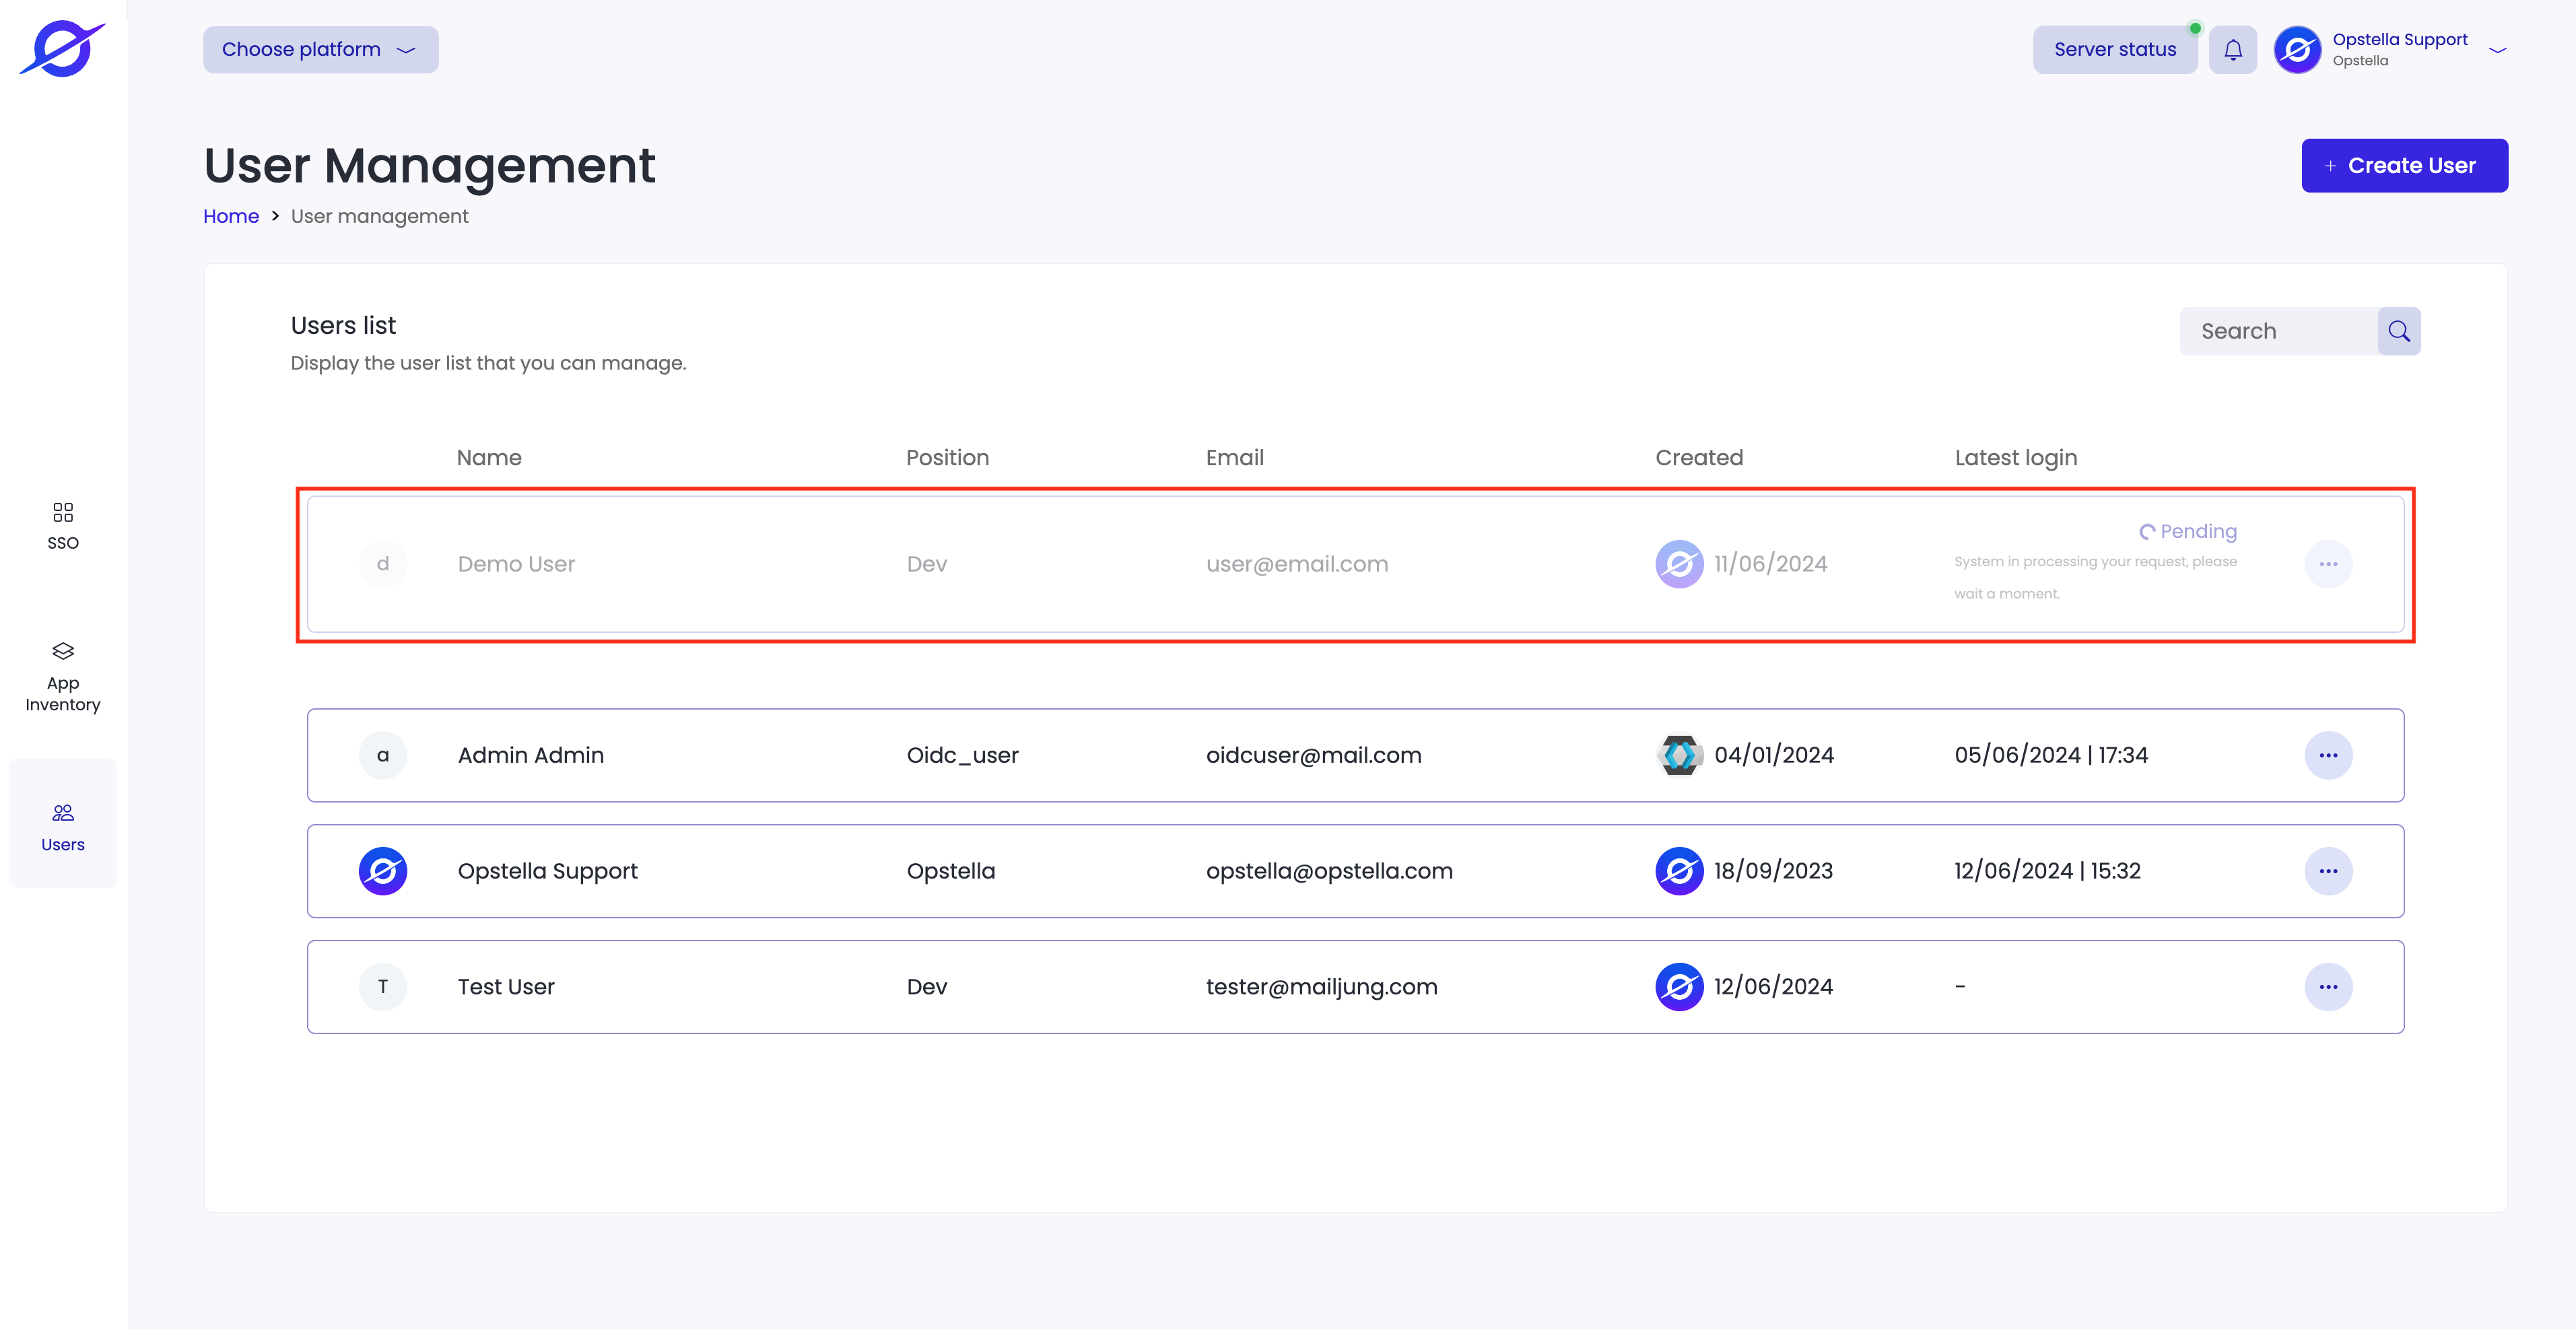 Choose platform
Server status
Opstella Support
Opstella
User Management
+ Create User
Home > User management
Users list
Display the user list that you can manage.
Search
Name Position Email Created Latest login
d Demo User Dev user@email.com 11/06/2024
Pending
System in processing your request, please
wait a moment.
a Admin Admin Oidc_user oidcuser@mail.com 04/01/2024 05/06/2024 | 17:34
Opstella Support Opstella opstella@opstella.com 18/09/2023 12/06/2024 | 15:32
T Test User Dev tester@mailjung.com 12/06/2024 -
SSO
App
Inventory
Users